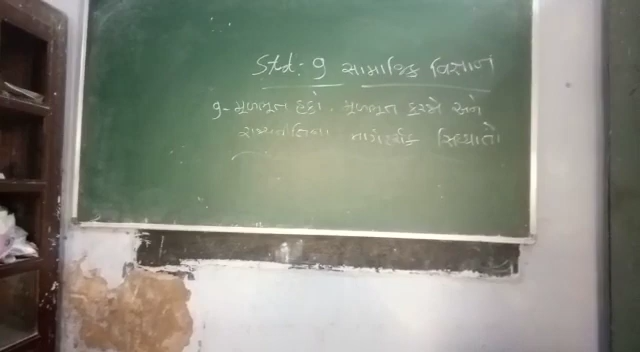 Std: 9 સામાજિક વિજ્ઞાન
9- મૂળભૂત હકો, મૂળભૂત ફરજો અને
રાજ્યનીતિના માર્ગદર્શક સિધ્ધાંતો